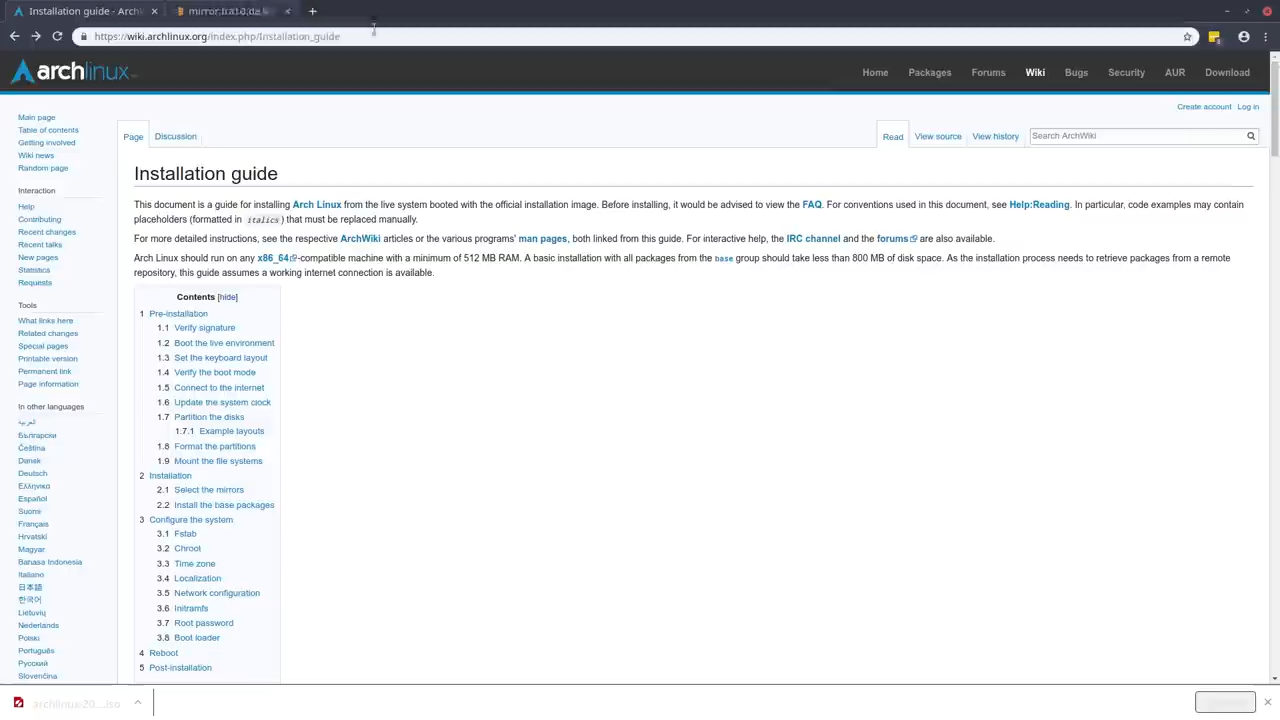 Installation guide - Arch
https://wiki.archlinux.org/index.php/Installation_guide
archlinux
Home Packages Forums Wiki Bugs Security AUR Download
Create account Log in
Main page
Table of contents
Getting involved
Wiki news
Random page
Interaction
Help
Contributing
Recent changes
Recent talks
New pages
Statistics
Requests
Tools
What links here
Related changes
Special pages
Printable version
Permanent link
Page information
In other languages
العربية
Български
Čeština
Dansk
Deutsch
Ελληνικά
Español
Suomi
Français
Hrvatski
Magyar
Bahasa Indonesia
Italiano
日本語
한국어
Lietuvių
Nederlands
Polski
Português
Русский
Slovenčina
Page Discussion Read View source View history Search ArchWiki
Installation guide
This document is a guide for installing Arch Linux from the live system booted with the official installation image. Before installing, it would be advised to view the FAQ. For conventions used in this document, see Help:Reading. In particular, code examples may contain
placeholders (formatted in italics) that must be replaced manually.
For more detailed instructions, see the respective ArchWiki articles or the various programs' man pages, both linked from this guide. For interactive help, the IRC channel and the forums are also available.
Arch Linux should run on any x86_64-compatible machine with a minimum of 512 MB RAM. A basic installation with all packages from the base group should take less than 800 MB of disk space. As the installation process needs to retrieve packages from a remote
repository, this guide assumes a working internet connection is available.
Contents [hide]
1 Pre-installation
1.1 Verify signature
1.2 Boot the live environment
1.3 Set the keyboard layout
1.4 Verify the boot mode
1.5 Connect to the internet
1.6 Update the system clock
1.7 Partition the disks
1.7.1 Example layouts
1.8 Format the partitions
1.9 Mount the file systems
2 Installation
2.1 Select the mirrors
2.2 Install the base packages
3 Configure the system
3.1 Fstab
3.2 Chroot
3.3 Time zone
3.4 Localization
3.5 Network configuration
3.6 Initramfs
3.7 Root password
3.8 Boot loader
4 Reboot
5 Post-installation
archlinux-20....iso